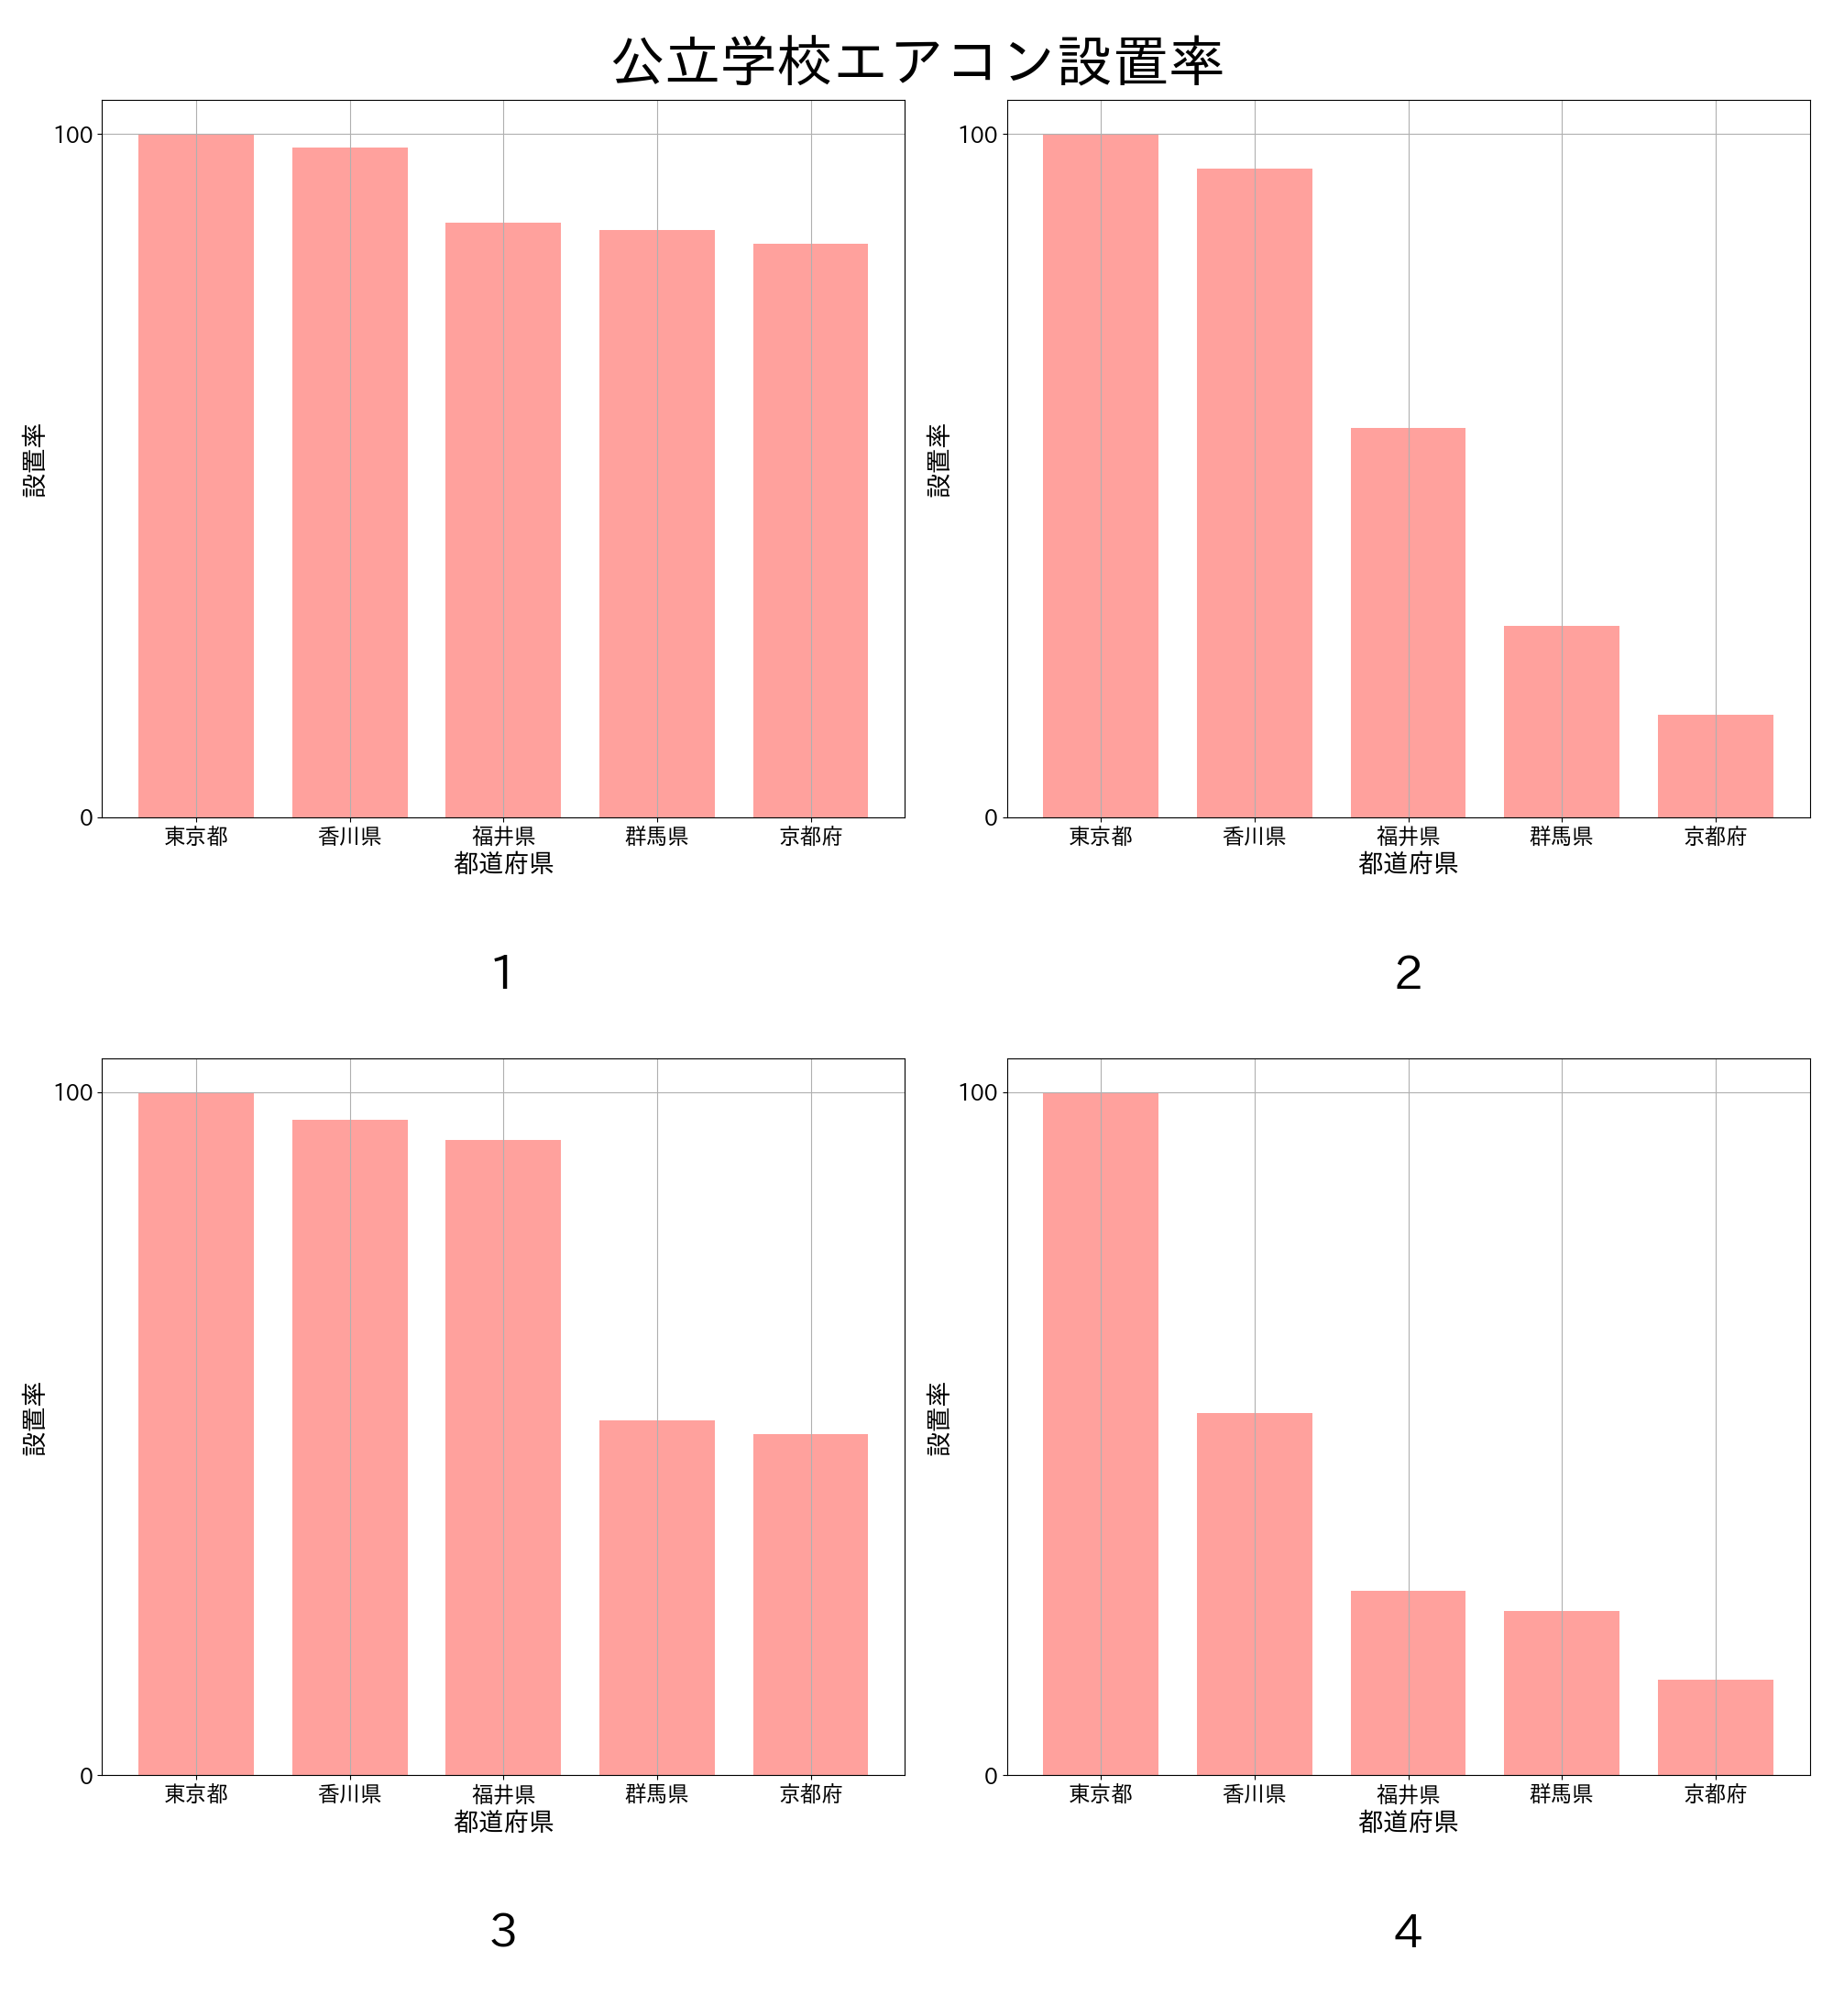 公立学校エアコン設置率
100
0
設置率
東京都 香川県 福井県 群馬県 京都府
都道府県
1
100
0
設置率
東京都 香川県 福井県 群馬県 京都府
都道府県
2
100
0
設置率
東京都 香川県 福井県 群馬県 京都府
都道府県
3
100
0
設置率
東京都 香川県 福井県 群馬県 京都府
都道府県
4